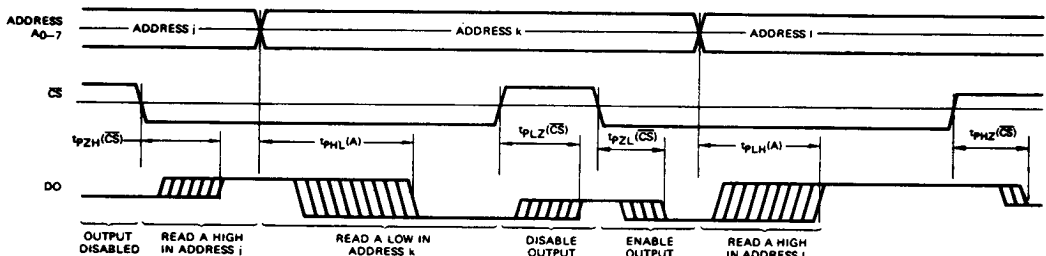 ADDRESS
A0–7
ADDRESS j
ADDRESS k
ADDRESS l
CS
tPZH(CS)
tPHL(A)
tPLZ(CS)
tPZL(CS)
tPLH(A)
tPHZ(CS)
DO
OUTPUT
DISABLED
READ A HIGH
IN ADDRESS j
READ A LOW IN
ADDRESS k
DISABLE
OUTPUT
ENABLE
OUTPUT
READ A HIGH
IN ADDRESS l